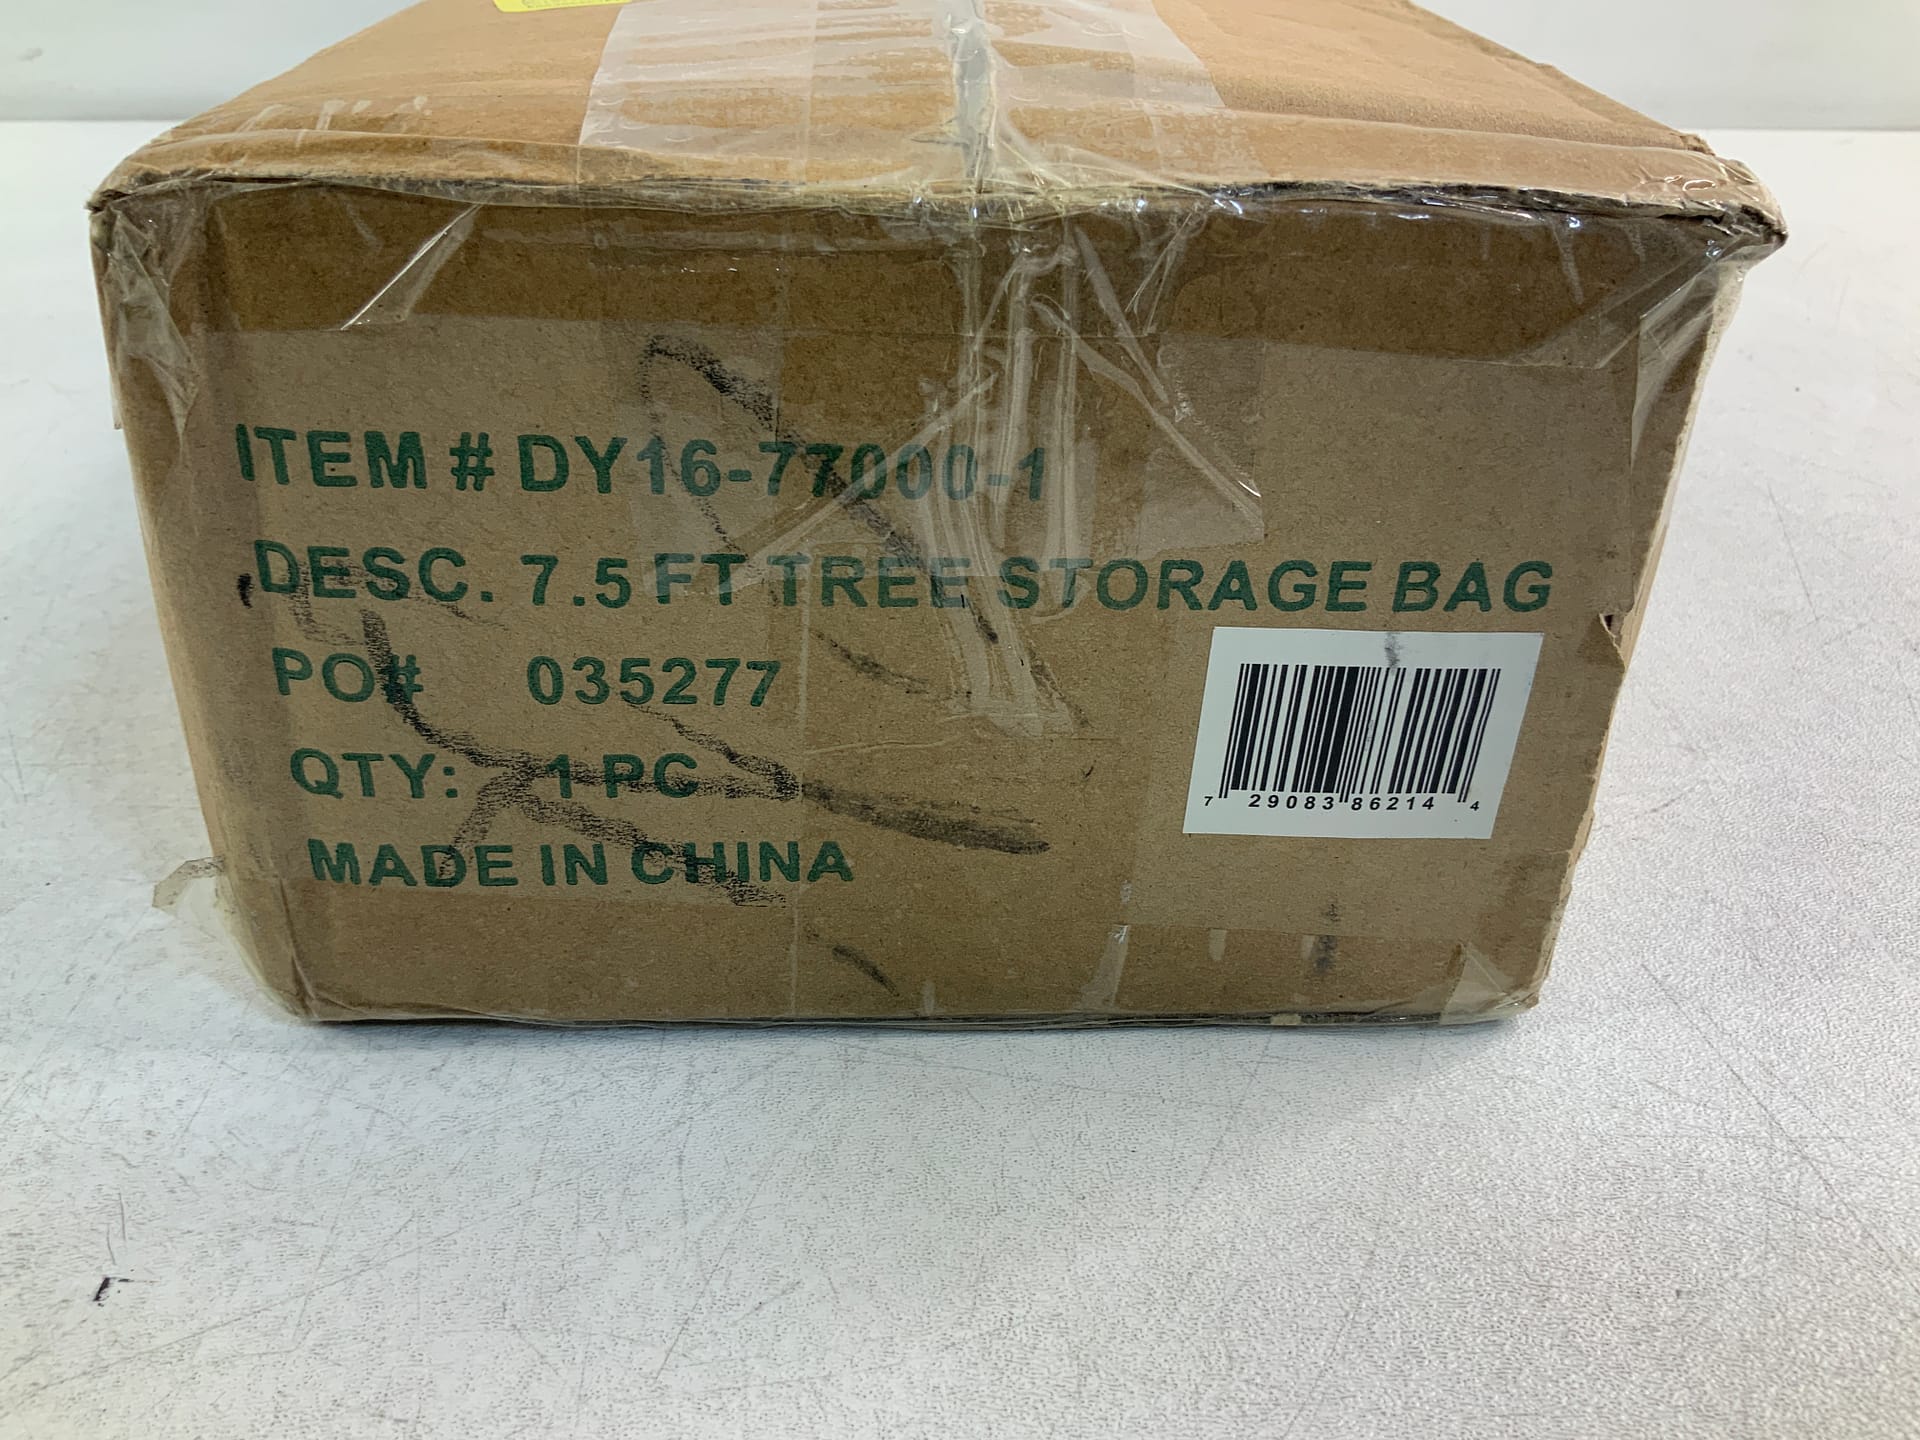 ITEM # DY16-77000-1
DESC. 7.5 FT TREE STORAGE BAG
PO# 035277
QTY: 1 PC
MADE IN CHINA
7 29083 86214 4